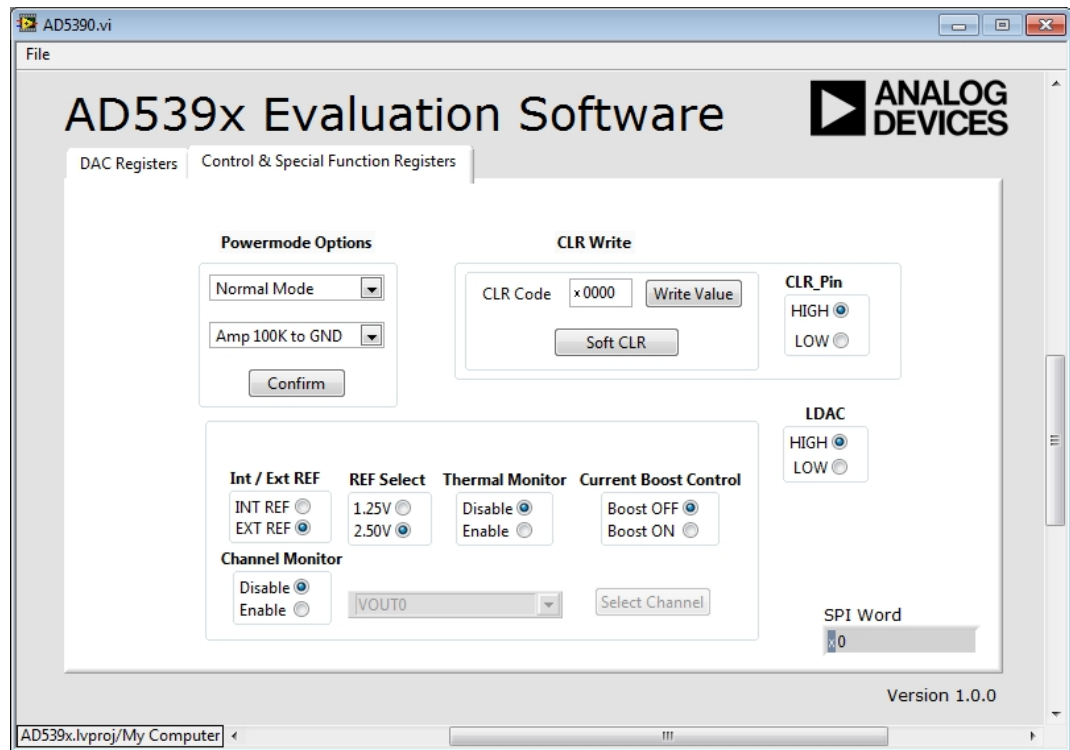 AD5390.vi
File
AD539x Evaluation Software
ANALOG
DEVICES
DAC Registers
Control & Special Function Registers
Powermode Options
Normal Mode
Amp 100K to GND
Confirm
CLR Write
CLR Code
x 0000
Write Value
Soft CLR
CLR_Pin
HIGH
LOW
LDAC
HIGH
LOW
Int / Ext REF
INT REF
EXT REF
REF Select
1.25V
2.50V
Thermal Monitor
Disable
Enable
Current Boost Control
Boost OFF
Boost ON
Channel Monitor
Disable
Enable
VOUT0
Select Channel
SPI Word
x 0
Version 1.0.0
AD539x.lvproj/My Computer